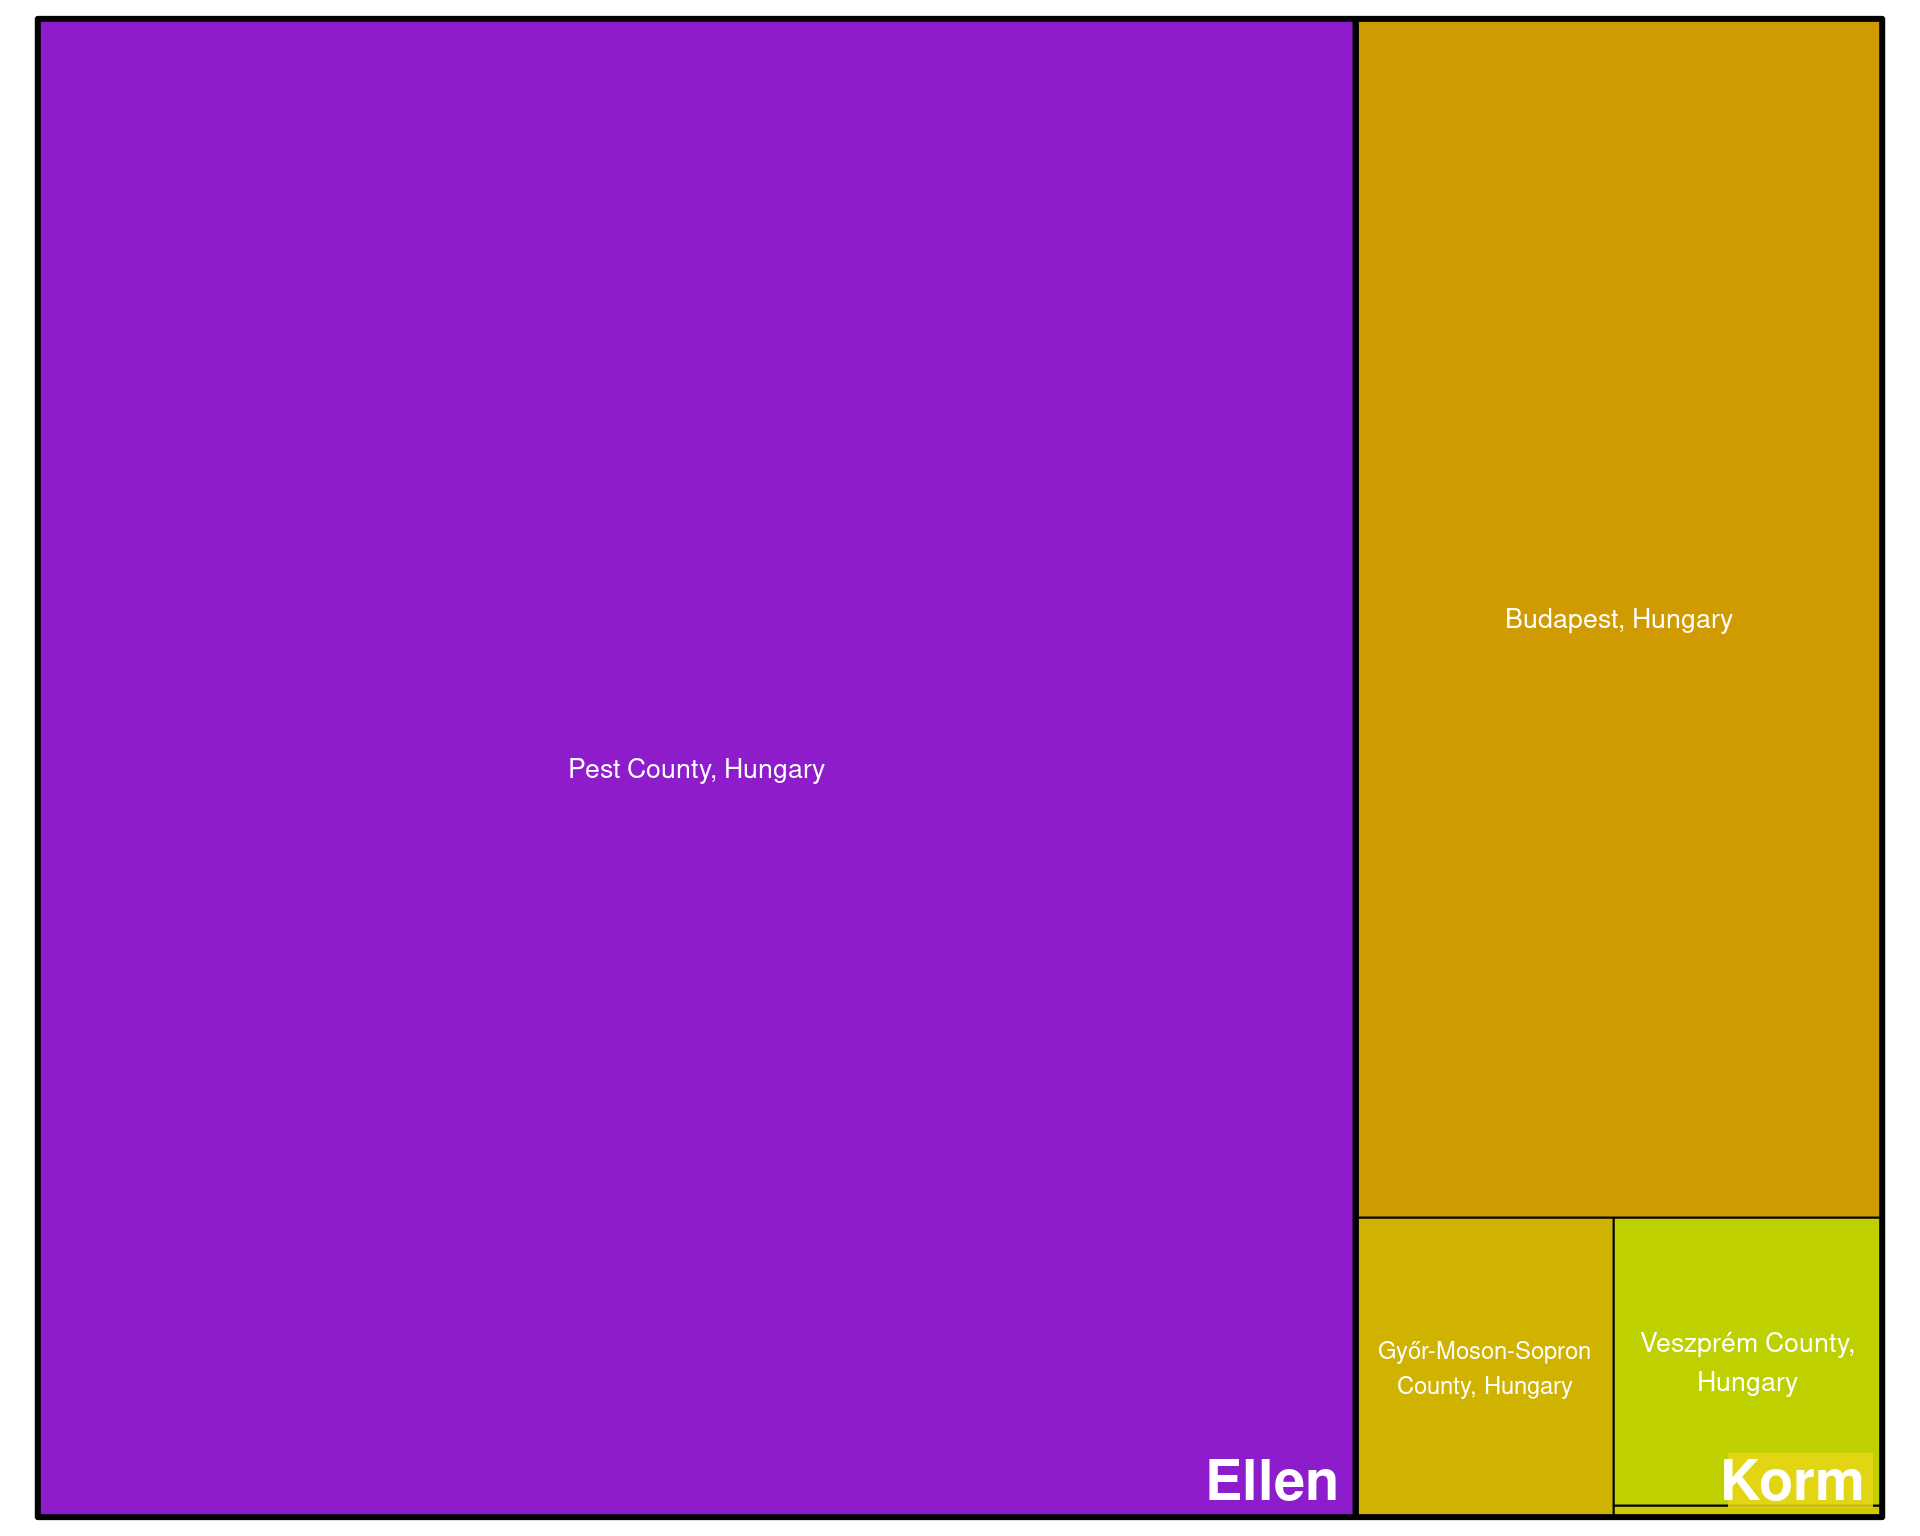 Pest County, Hungary
Ellen
Budapest, Hungary
Győr-Moson-Sopron
County, Hungary
Veszprém County,
Hungary
Korm